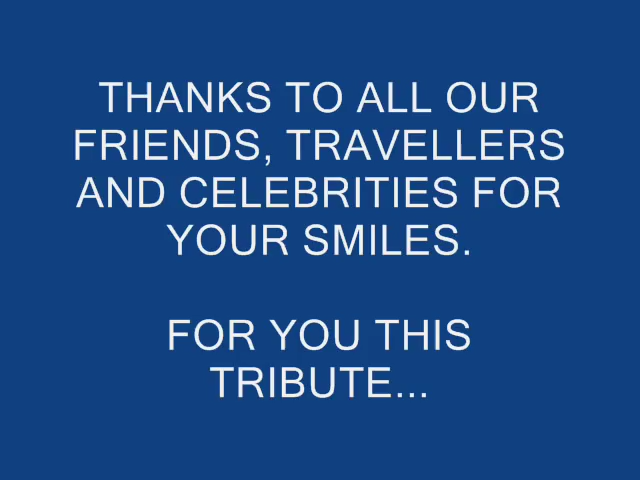 THANKS TO ALL OUR
FRIENDS, TRAVELLERS
AND CELEBRITIES FOR
YOUR SMILES.
FOR YOU THIS
TRIBUTE...